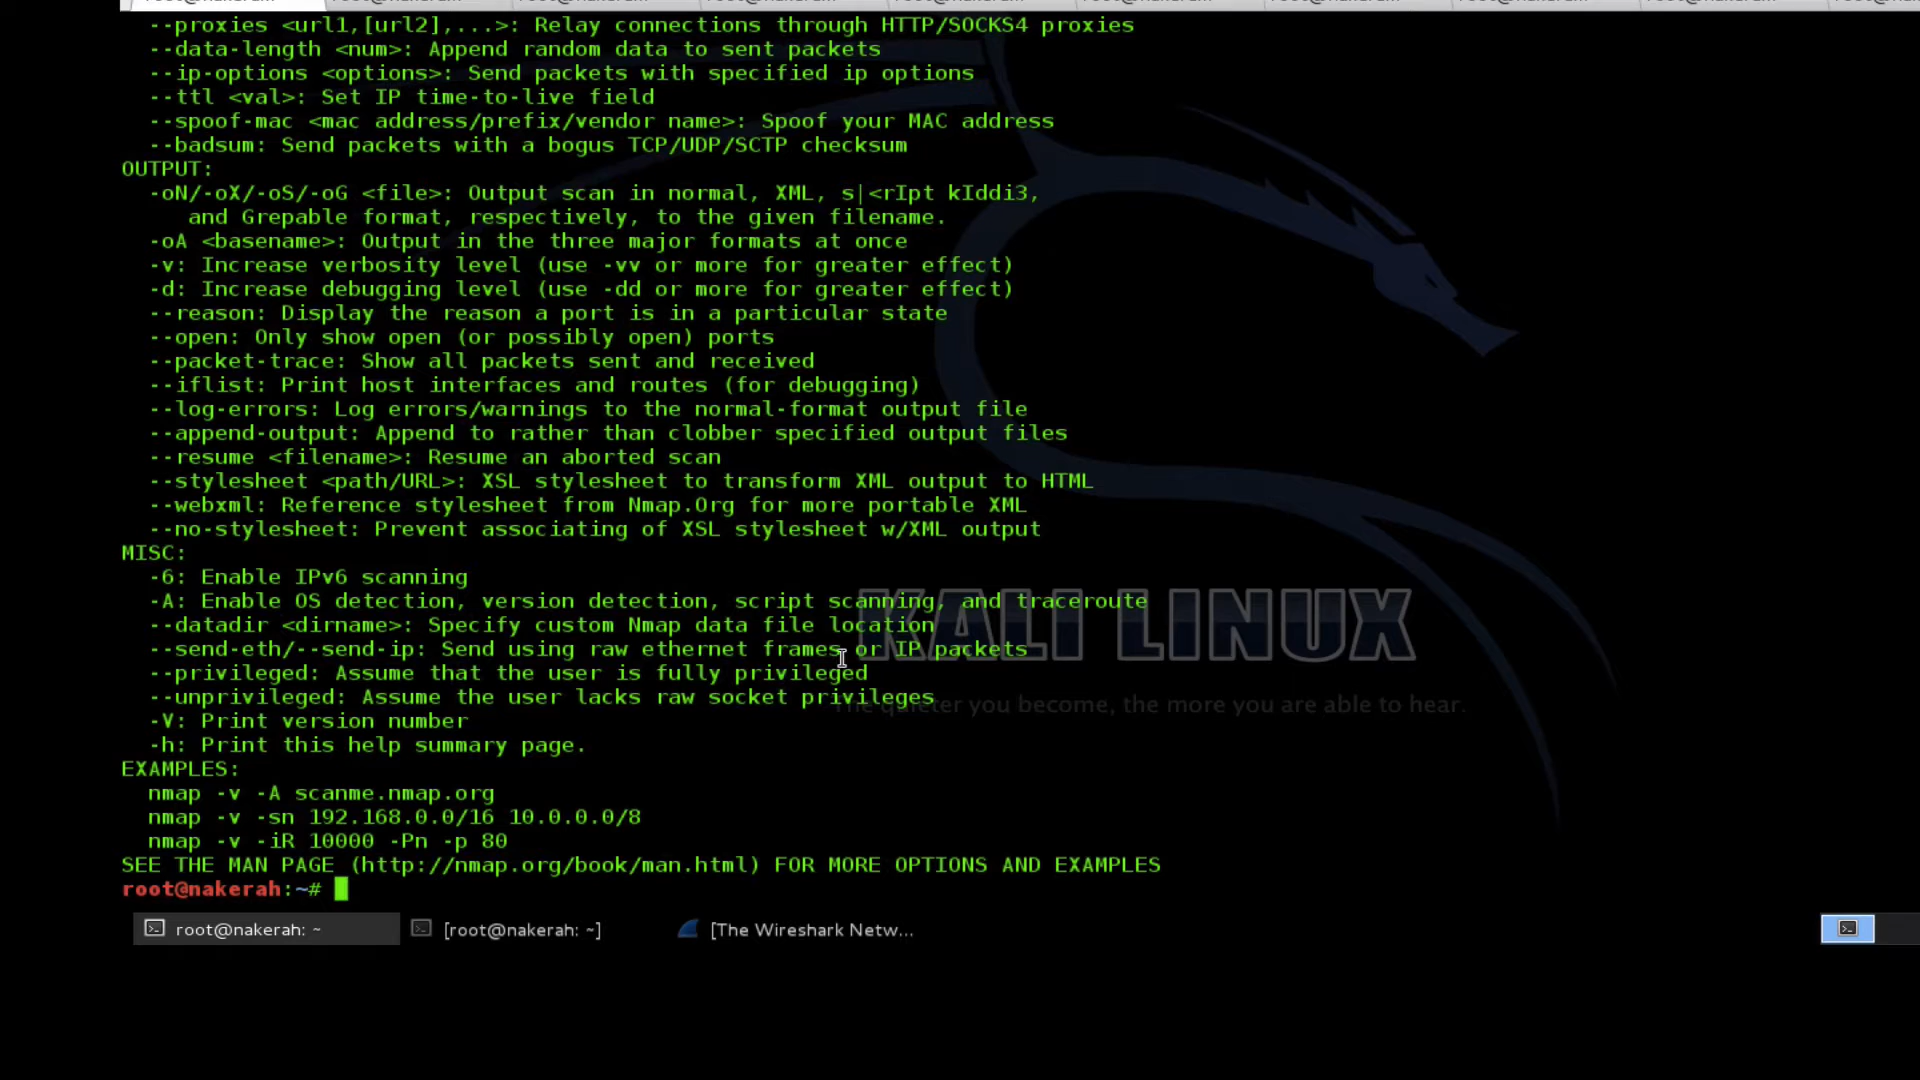 --proxies <url1,[url2],...>: Relay connections through HTTP/SOCKS4 proxies
--data-length <num>: Append random data to sent packets
--ip-options <options>: Send packets with specified ip options
--ttl <val>: Set IP time-to-live field
--spoof-mac <mac address/prefix/vendor name>: Spoof your MAC address
--badsum: Send packets with a bogus TCP/UDP/SCTP checksum
OUTPUT:
-oN/-oX/-oS/-oG <file>: Output scan in normal, XML, s|<rIpt kIddi3,
and Grepable format, respectively, to the given filename.
-oA <basename>: Output in the three major formats at once
-v: Increase verbosity level (use -vv or more for greater effect)
-d: Increase debugging level (use -dd or more for greater effect)
--reason: Display the reason a port is in a particular state
--open: Only show open (or possibly open) ports
--packet-trace: Show all packets sent and received
--iflist: Print host interfaces and routes (for debugging)
--log-errors: Log errors/warnings to the normal-format output file
--append-output: Append to rather than clobber specified output files
--resume <filename>: Resume an aborted scan
--stylesheet <path/URL>: XSL stylesheet to transform XML output to HTML
--webxml: Reference stylesheet from Nmap.Org for more portable XML
--no-stylesheet: Prevent associating of XSL stylesheet w/XML output
MISC:
-6: Enable IPv6 scanning
-A: Enable OS detection, version detection, script scanning, and traceroute
--datadir <dirname>: Specify custom Nmap data file location
--send-eth/--send-ip: Send using raw ethernet frames or IP packets
--privileged: Assume that the user is fully privileged
--unprivileged: Assume the user lacks raw socket privileges
-V: Print version number
-h: Print this help summary page.
EXAMPLES:
nmap -v -A scanme.nmap.org
nmap -v -sn 192.168.0.0/16 10.0.0.0/8
nmap -v -iR 10000 -Pn -p 80
SEE THE MAN PAGE (http://nmap.org/book/man.html) FOR MORE OPTIONS AND EXAMPLES
root@nakerah:~#
KALI LINUX
quieter you become, the more you are able to hear.
root@nakerah: ~
[root@nakerah: ~]
[The Wireshark Netw...